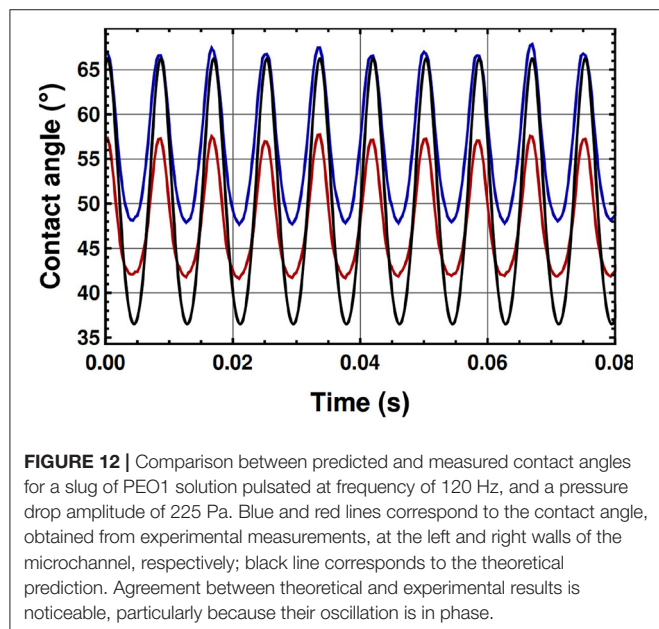 Contact angle (°)
65
60
55
50
45
40
35
0.00 0.02 0.04 0.06 0.08
Time (s)
FIGURE 12 | Comparison between predicted and measured contact angles
for a slug of PEO1 solution pulsated at frequency of 120 Hz, and a pressure
drop amplitude of 225 Pa. Blue and red lines correspond to the contact angle,
obtained from experimental measurements, at the left and right walls of the
microchannel, respectively; black line corresponds to the theoretical
prediction. Agreement between theoretical and experimental results is
noticeable, particularly because their oscillation is in phase.